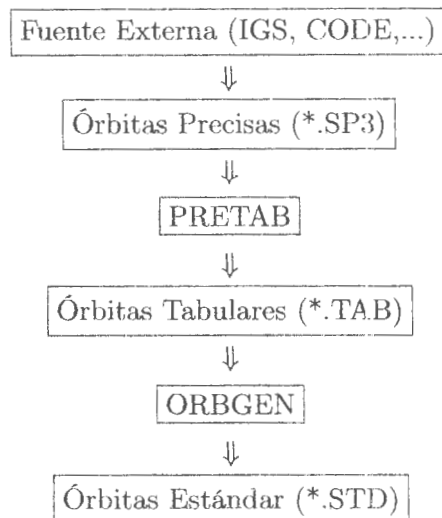 Fuente Externa (IGS, CODE,...)
⇓
Órbitas Precisas (*.SP3)
⇓
PRETAB
⇓
Órbitas Tabulares (*.TAB)
⇓
ORBGEN
⇓
Órbitas Estándar (*.STD)